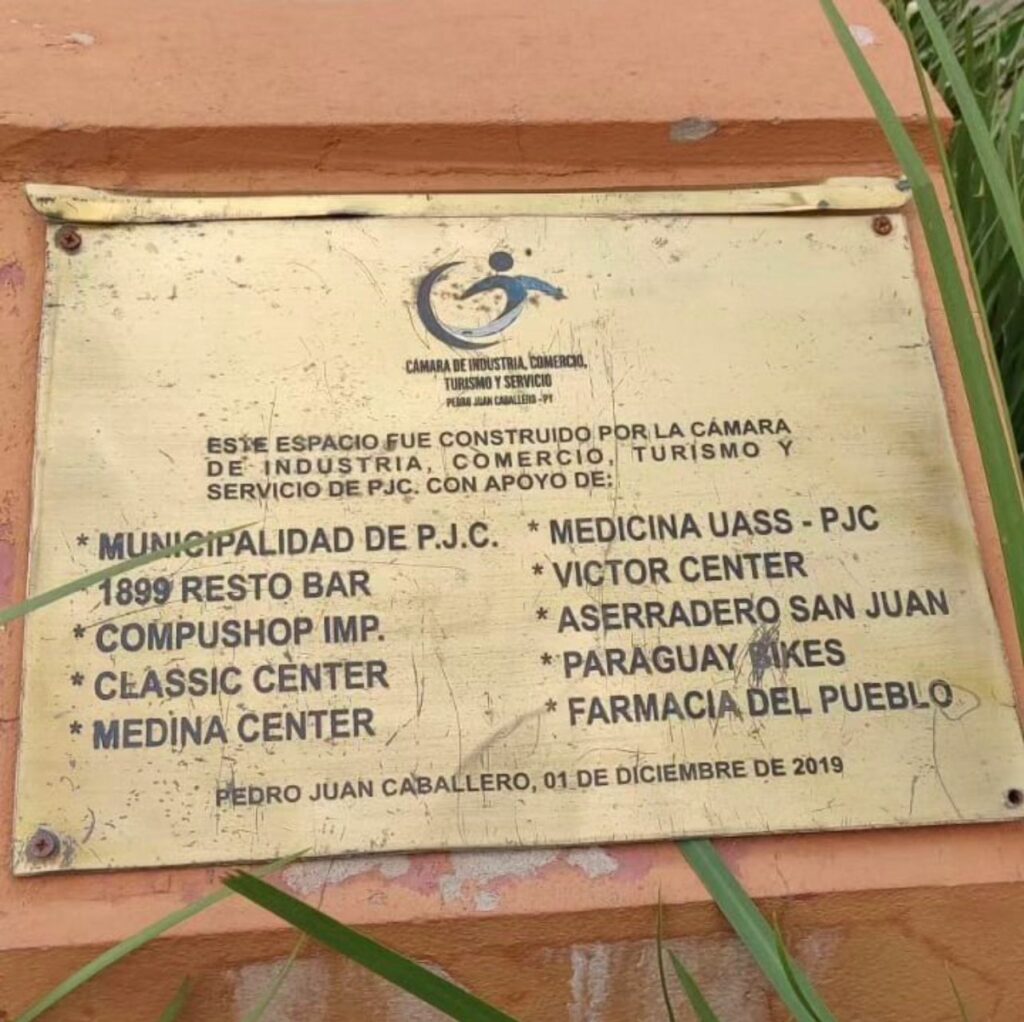 CÁMARA DE INDUSTRIA, COMERCIO,
TURISMO Y SERVICIO
PEDRO JUAN CABALLERO - PY
ESTE ESPACIO FUE CONSTRUIDO POR LA CÁMARA
DE INDUSTRIA, COMERCIO, TURISMO Y
SERVICIO DE PJC. CON APOYO DE:
* MUNICIPALIDAD DE P.J.C.
1899 RESTO BAR
* COMPUSHOP IMP.
* CLASSIC CENTER
* MEDINA CENTER
* MEDICINA UASS - PJC
* VICTOR CENTER
* ASERRADERO SAN JUAN
* PARAGUAY BIKES
* FARMACIA DEL PUEBLO
PEDRO JUAN CABALLERO, 01 DE DICIEMBRE DE 2019